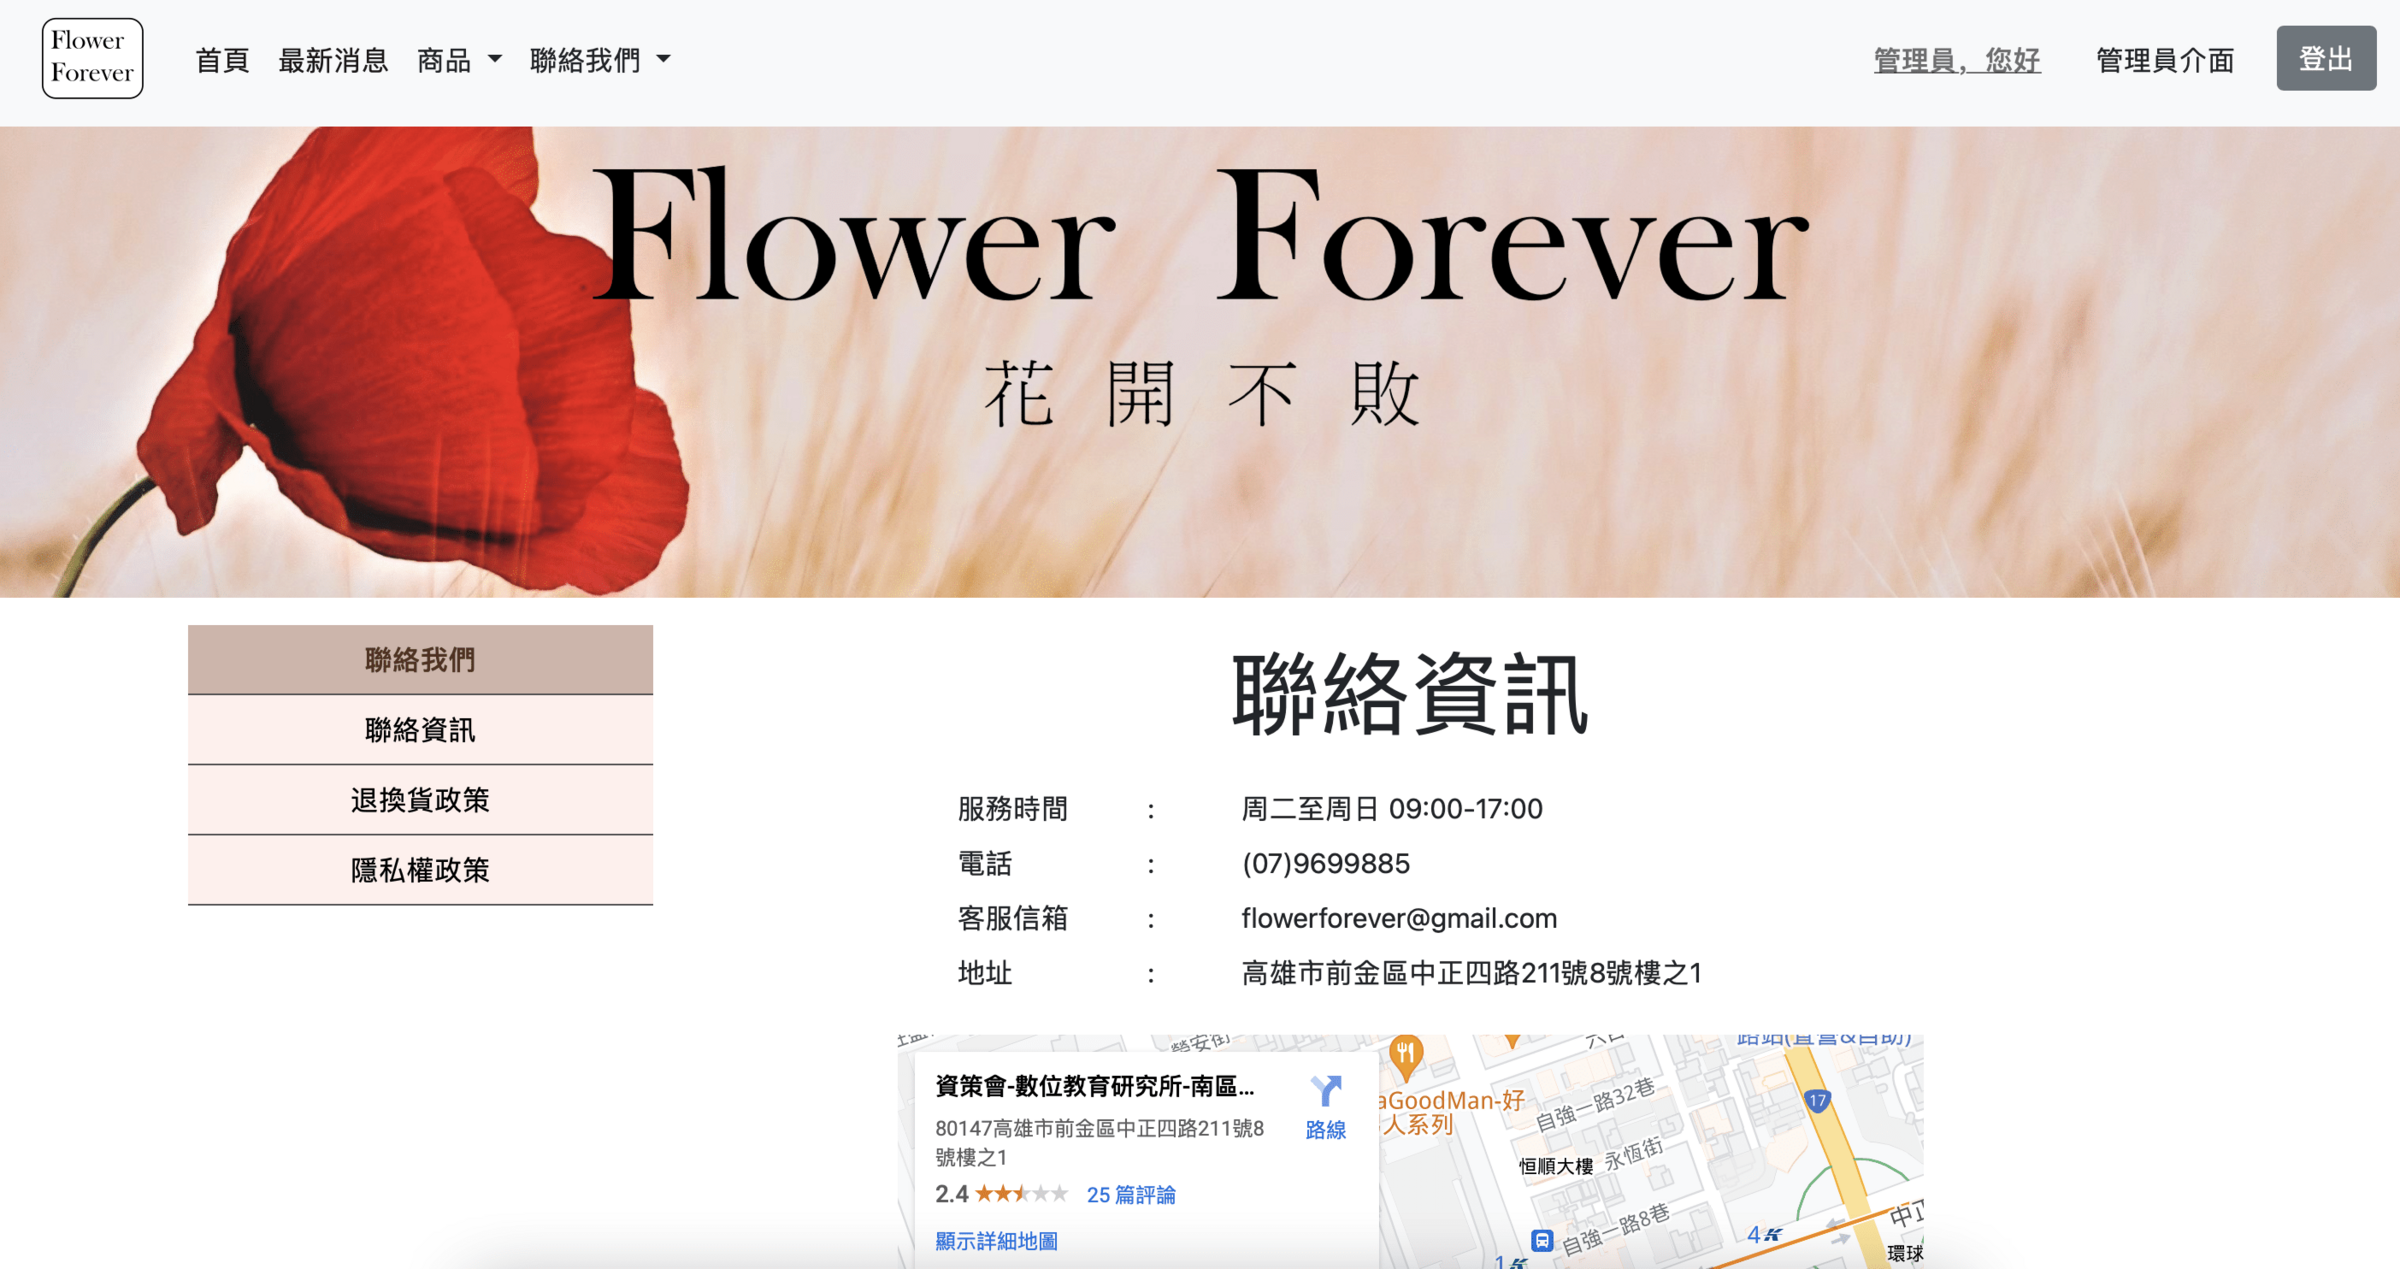 Flower
Forever
首頁 最新消息 商品 聯絡我們 管理員，您好 管理員介面 登出
Flower Forever
花開不敗
聯絡我們
聯絡資訊
退換貨政策
隱私權政策
聯絡資訊
服務時間 : 周二至周日 09:00-17:00
電話 : (07)9699885
客服信箱 : flowerforever@gmail.com
地址 : 高雄市前金區中正四路211號8號樓之1
資策會-數位教育研究所-南區...
80147高雄市前金區中正四路211號8
號樓之1
路線
2.4 25 篇評論
顯示詳細地圖
榮安街
六合
aGoodMan-好
人系列
自強一路32巷
17
恒順大樓
永恆街
自強一路8巷
4
1
中正
環球